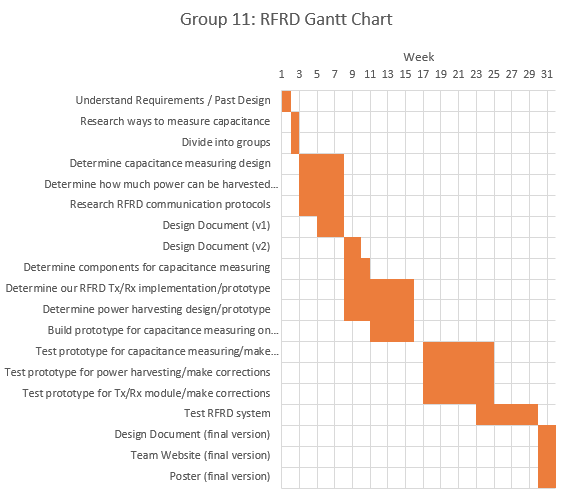 Group 11: RFRD Gantt Chart
Week
1 3 5 7 9 11 13 15 17 19 21 23 25 27 29 31
Understand Requirements / Past Design
Research ways to measure capacitance
Divide into groups
Determine capacitance measuring design
Determine how much power can be harvested...
Research RFRD communication protocols
Design Document (v1)
Design Document (v2)
Determine components for capacitance measuring
Determine our RFRD Tx/Rx implementation/prototype
Determine power harvesting design/prototype
Build prototype for capacitance measuring on...
Test prototype for capacitance measuring/make...
Test prototype for power harvesting/make corrections
Test prototype for Tx/Rx module/make corrections
Test RFRD system
Design Document (final version)
Team Website (final version)
Poster (final version)